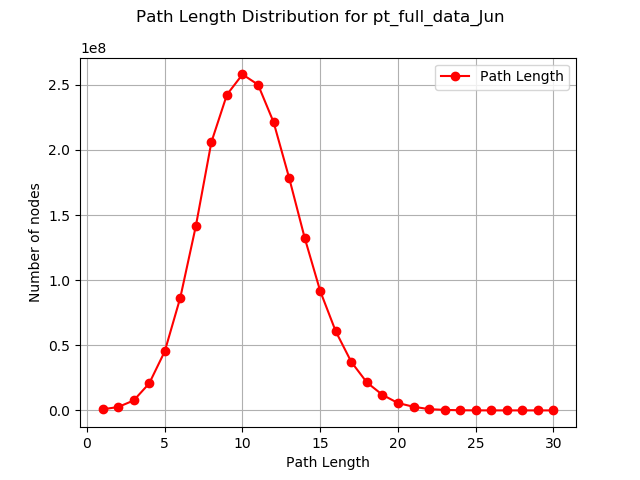 Path Length Distribution for pt_full_data_Jun
1e8
Path Length
2.5
2.0
1.5
1.0
0.5
0.0
Number of nodes
0 5 10 15 20 25 30
Path Length